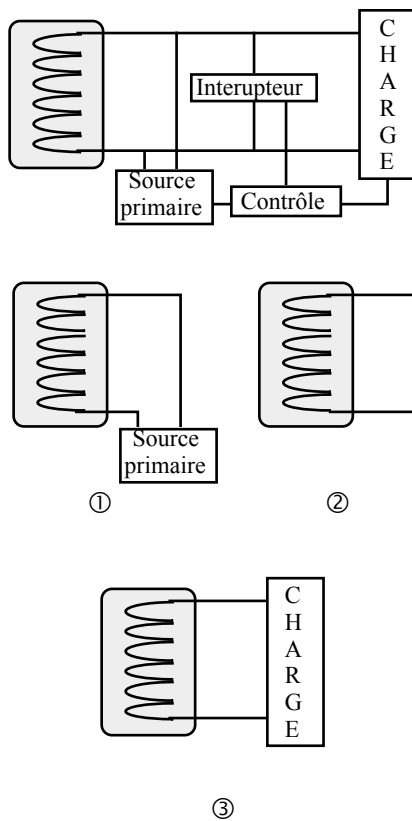 C
H
A
R
G
E
Interupteur
Source
primaire
Contrôle
Source
primaire
①
②
C
H
A
R
G
E
③